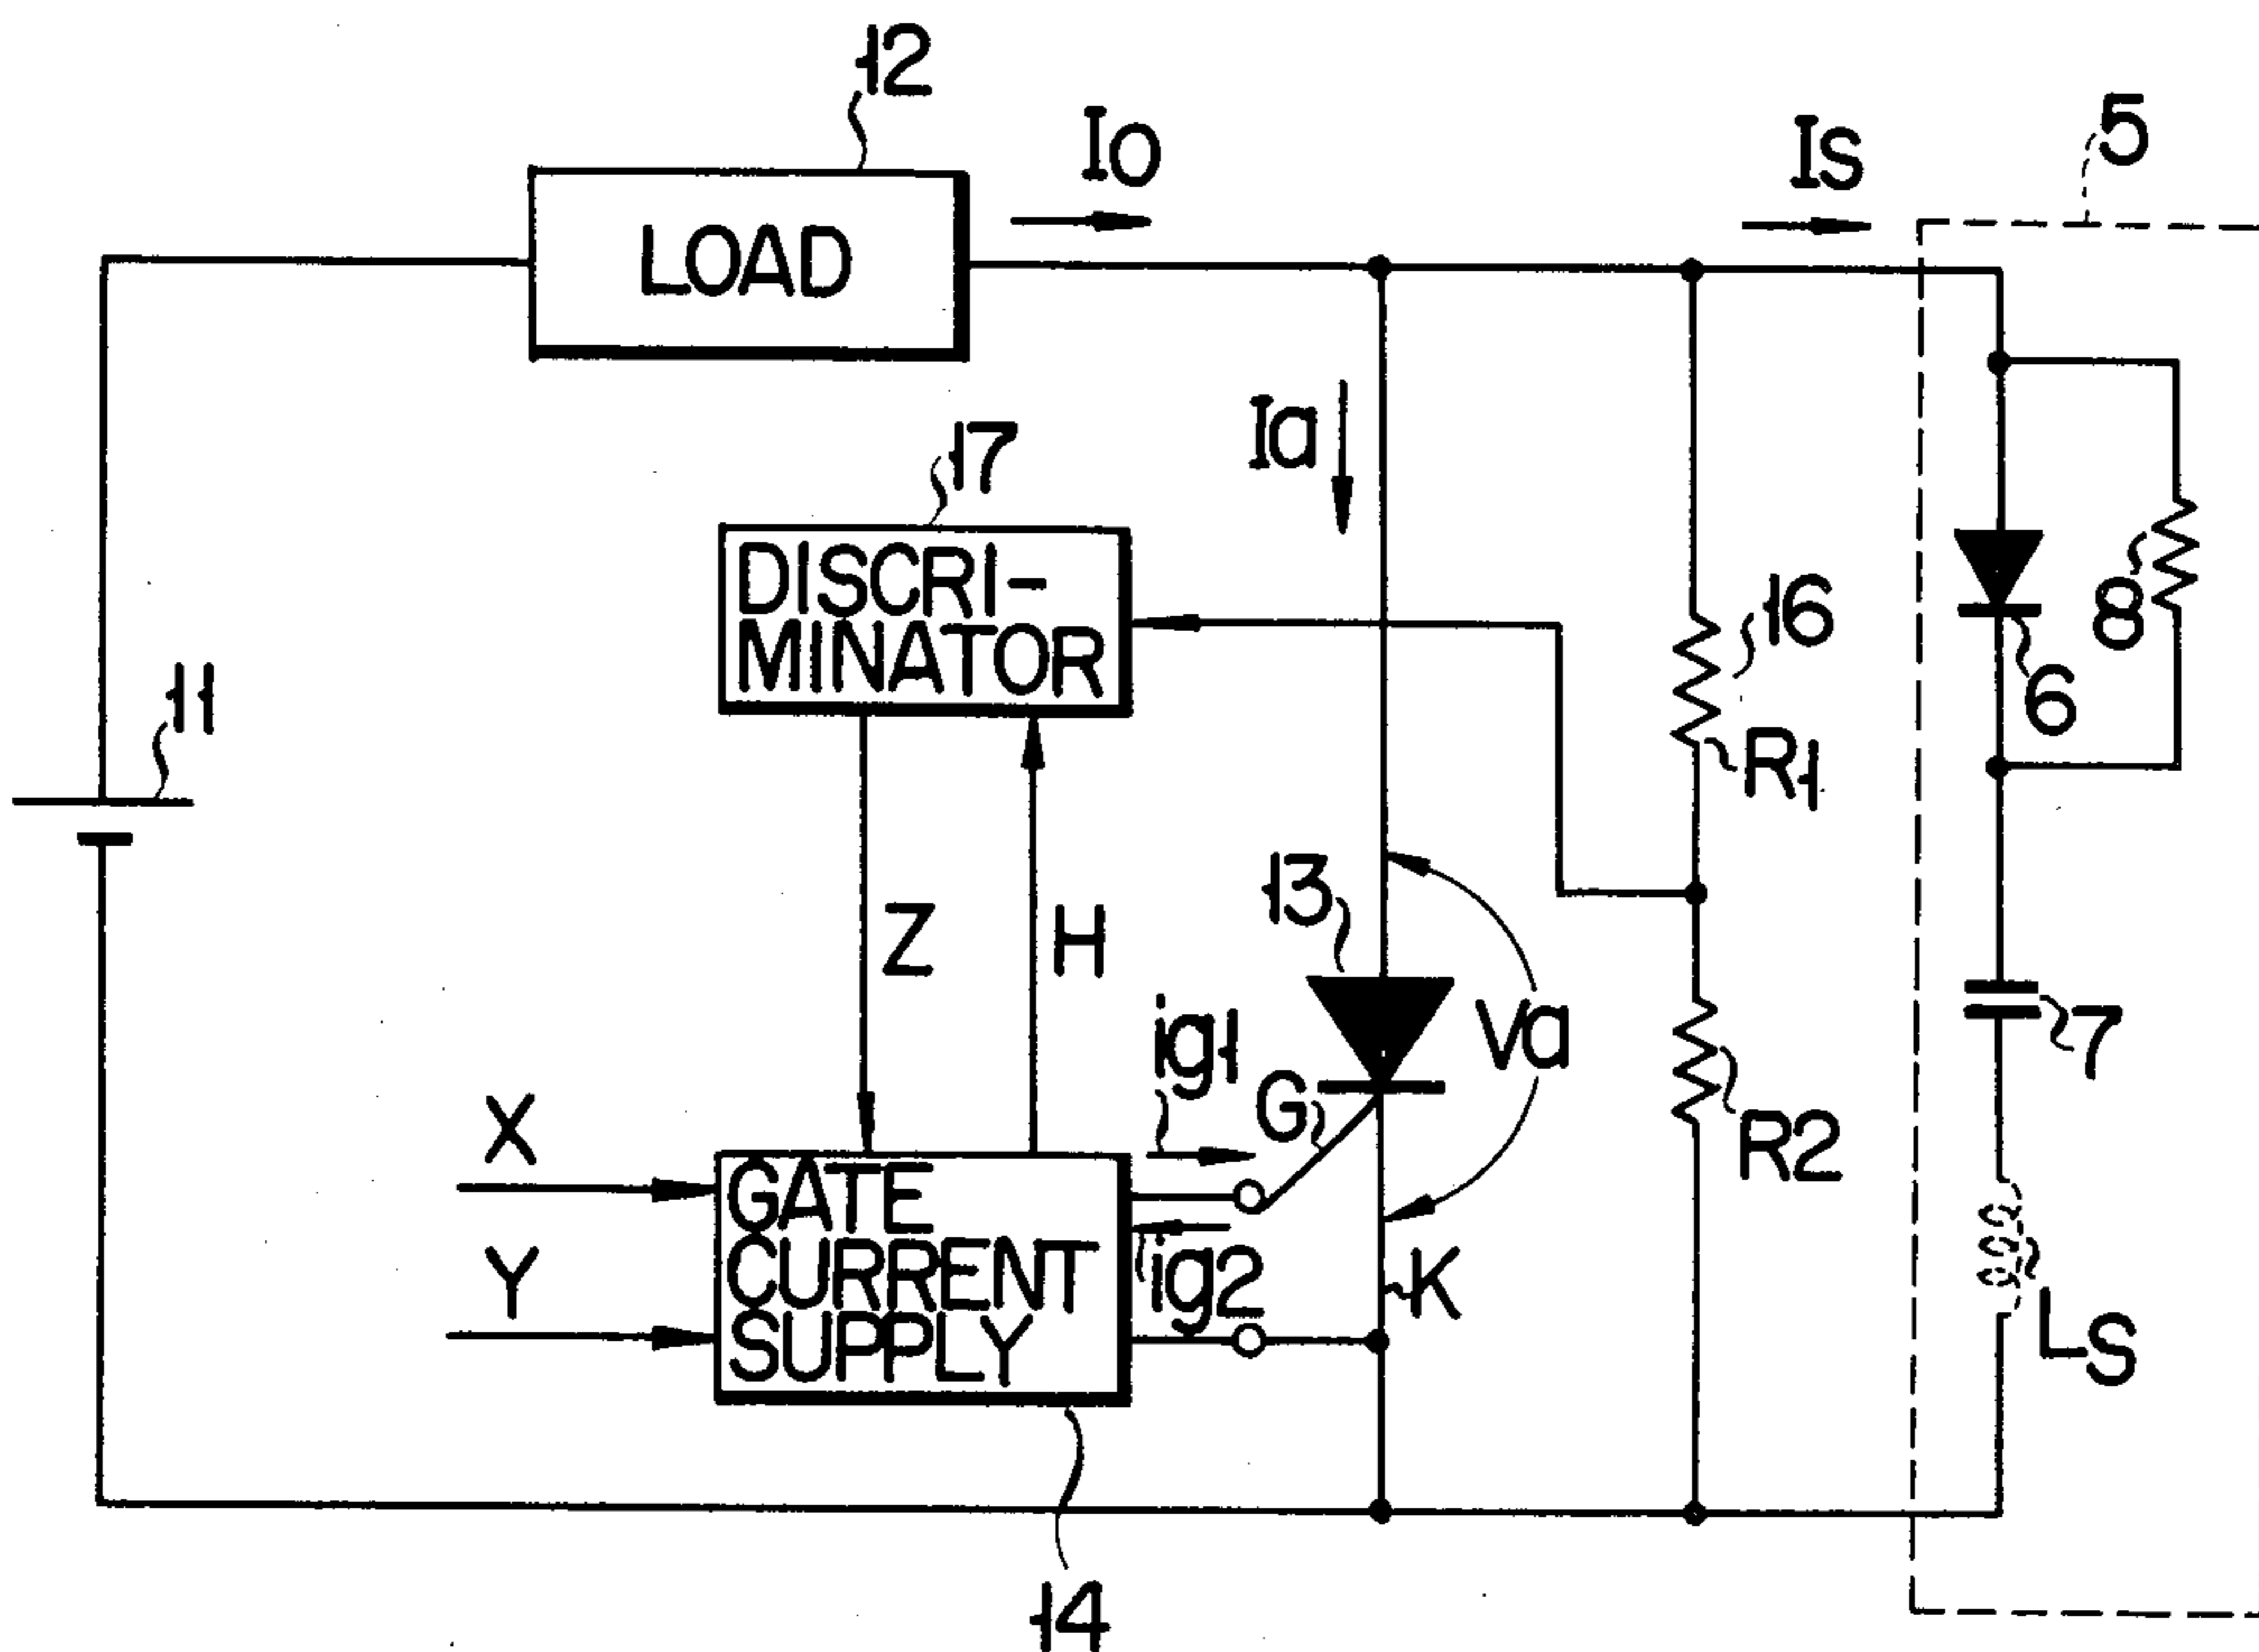 12
Io
Is
5
LOAD
Ia
17
DISCRI-
MINATOR
16
8
6
11
R1
13
Z
H
Va
7
ig1
G
X
R2
GATE
CURRENT
SUPPLY
Y
ig2
K
Ls
14